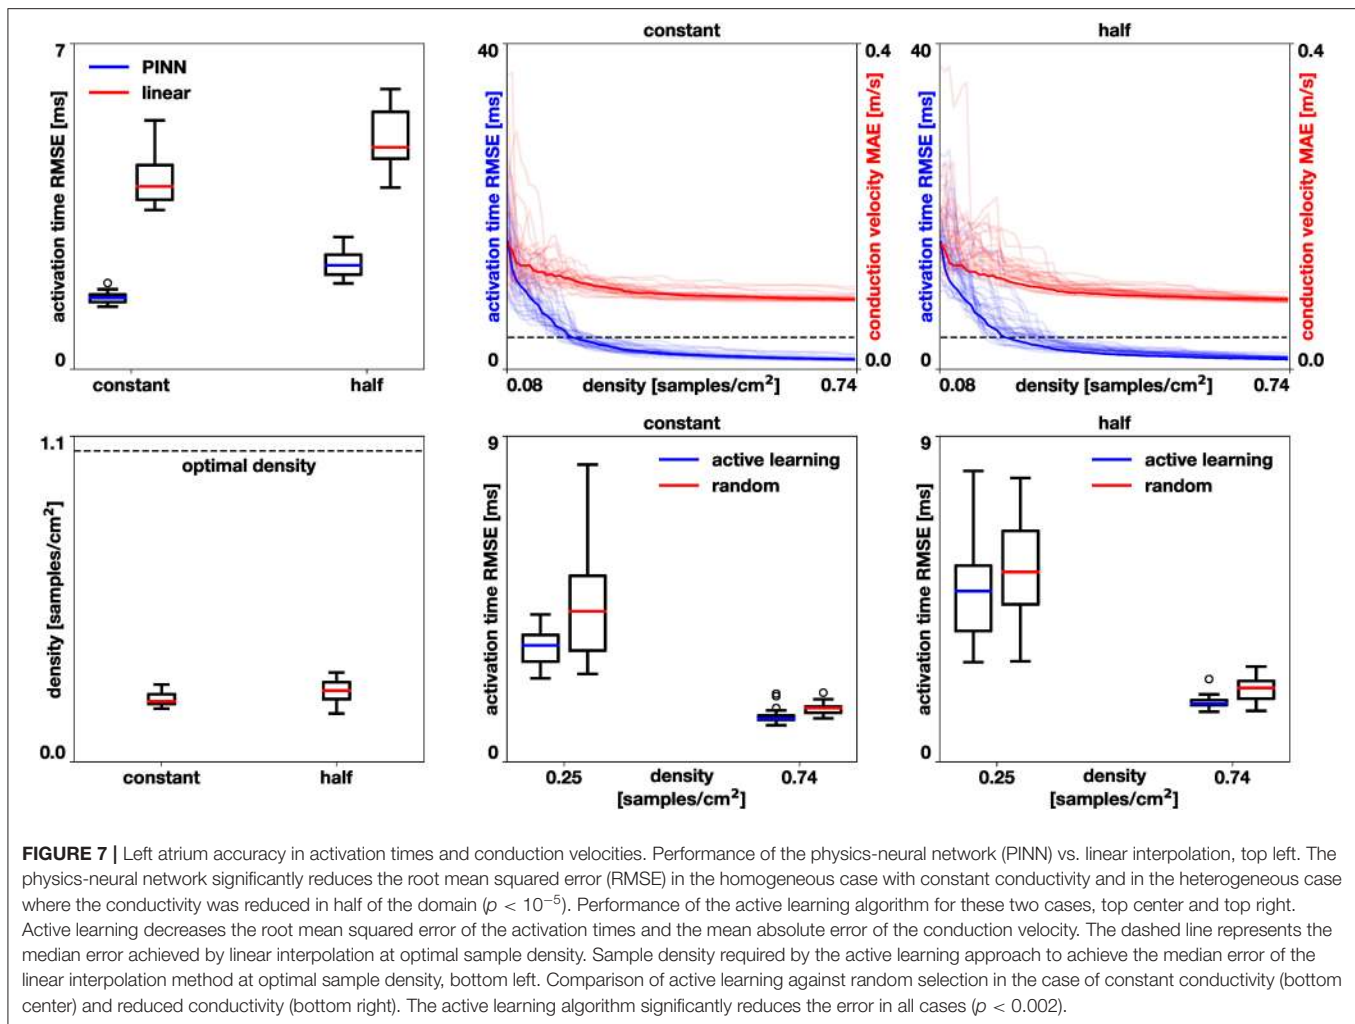 7
PINN
linear
activation time RMSE [ms]
0
constant
half
constant
40
0.4
activation time RMSE [ms]
conduction velocity MAE [m/s]
0
0.0
0.08
density [samples/cm²]
0.74
half
40
0.4
activation time RMSE [ms]
conduction velocity MAE [m/s]
0
0.0
0.08
density [samples/cm²]
0.74
1.1
optimal density
density [samples/cm²]
0.0
constant
half
constant
9
active learning
random
activation time RMSE [ms]
0
0.25
density
0.74
[samples/cm²]
half
9
active learning
random
activation time RMSE [ms]
0
0.25
density
0.74
[samples/cm²]
FIGURE 7 | Left atrium accuracy in activation times and conduction velocities. Performance of the physics-neural network (PINN) vs. linear interpolation, top left. The
physics-neural network significantly reduces the root mean squared error (RMSE) in the homogeneous case with constant conductivity and in the heterogeneous case
where the conductivity was reduced in half of the domain (p < 10⁻⁵). Performance of the active learning algorithm for these two cases, top center and top right.
Active learning decreases the root mean squared error of the activation times and the mean absolute error of the conduction velocity. The dashed line represents the
median error achieved by linear interpolation at optimal sample density. Sample density required by the active learning approach to achieve the median error of the
linear interpolation method at optimal sample density, bottom left. Comparison of active learning against random selection in the case of constant conductivity (bottom
center) and reduced conductivity (bottom right). The active learning algorithm significantly reduces the error in all cases (p < 0.002).